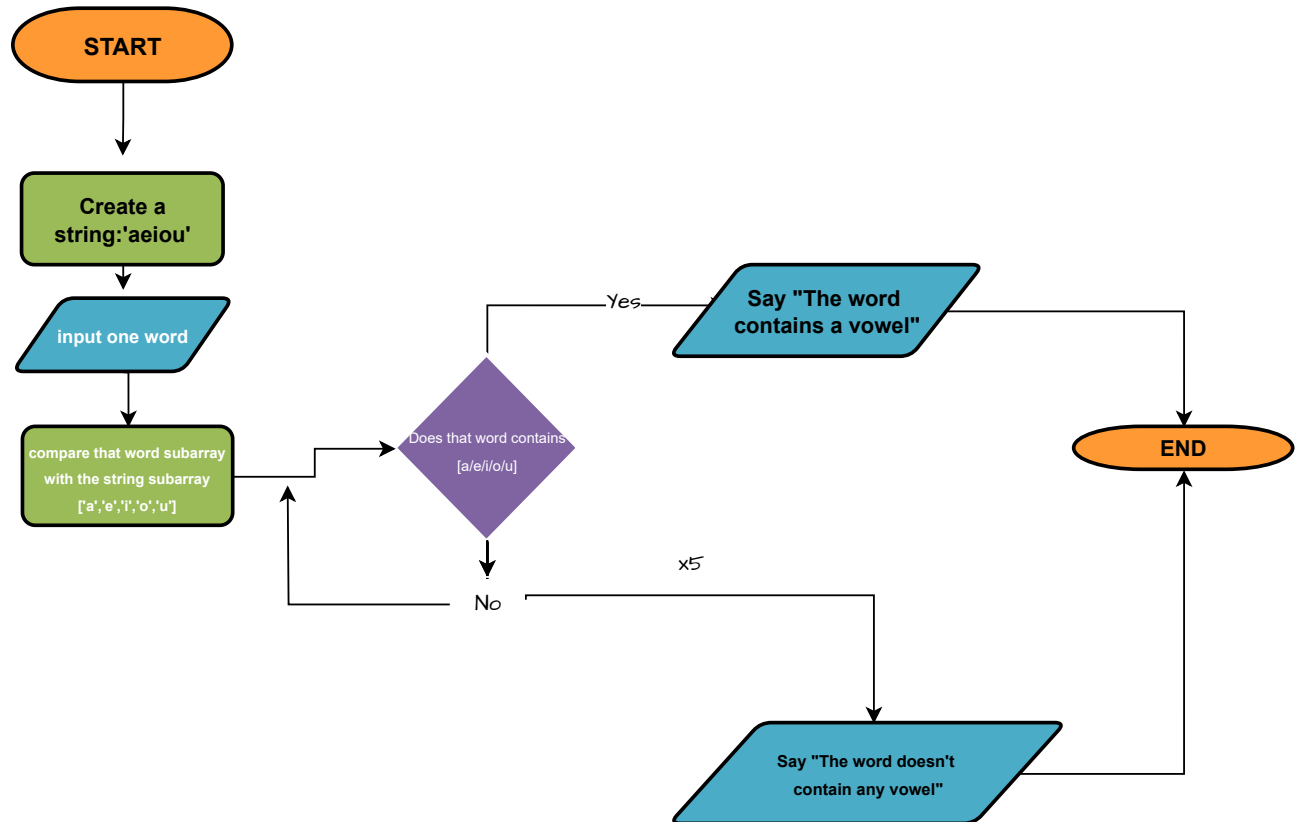 START
Create a
string:'aeiou'
input one word
compare that word subarray
with the string subarray
['a','e','i','o','u']
Does that word contains
[a/e/i/o/u]
Yes
Say "The word
contains a vowel"
No
x5
Say "The word doesn't
contain any vowel"
END